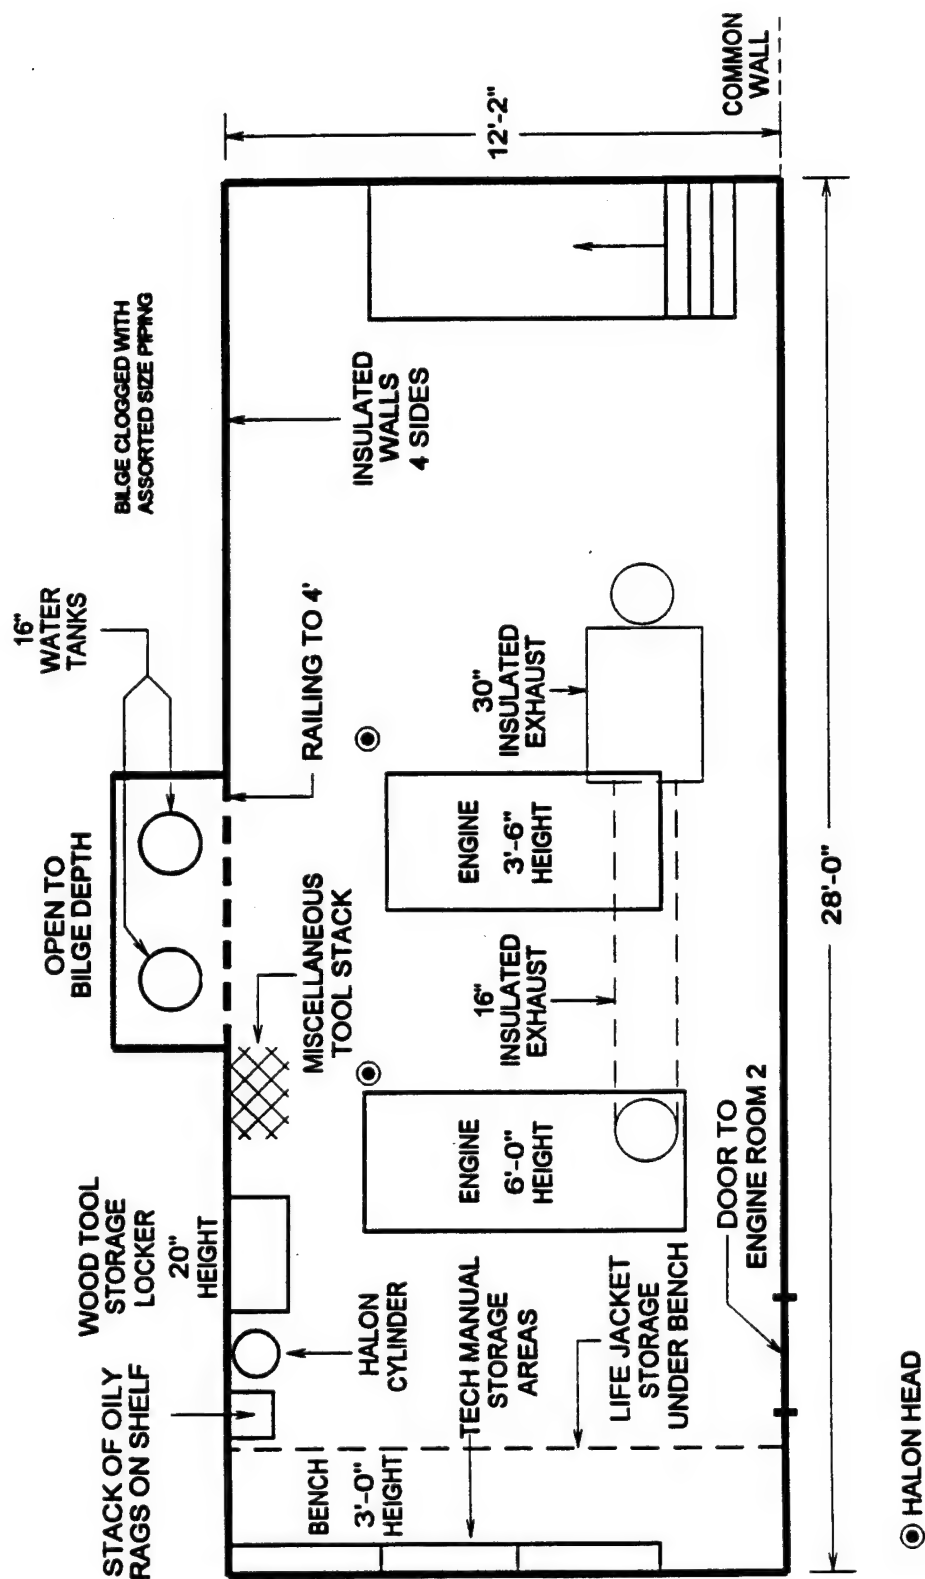 STACK OF OILY
RAGS ON SHELF
WOOD TOOL
STORAGE
LOCKER
20"
HEIGHT
OPEN TO
BILGE DEPTH
16"
WATER
TANKS
BILGE CLOGGED WITH
ASSORTED SIZE PIPING
BENCH
3'-0"
HEIGHT
HALON
CYLINDER
TECH MANUAL
STORAGE
AREAS
MISCELLANEOUS
TOOL STACK
RAILING TO 4'
INSULATED
WALLS
4 SIDES
12'-2"
ENGINE
6'-0"
HEIGHT
ENGINE
3'-6"
HEIGHT
16"
INSULATED
EXHAUST
30"
INSULATED
EXHAUST
LIFE JACKET
STORAGE
UNDER BENCH
DOOR TO
ENGINE ROOM 2
COMMON
WALL
28'-0"
HALON HEAD